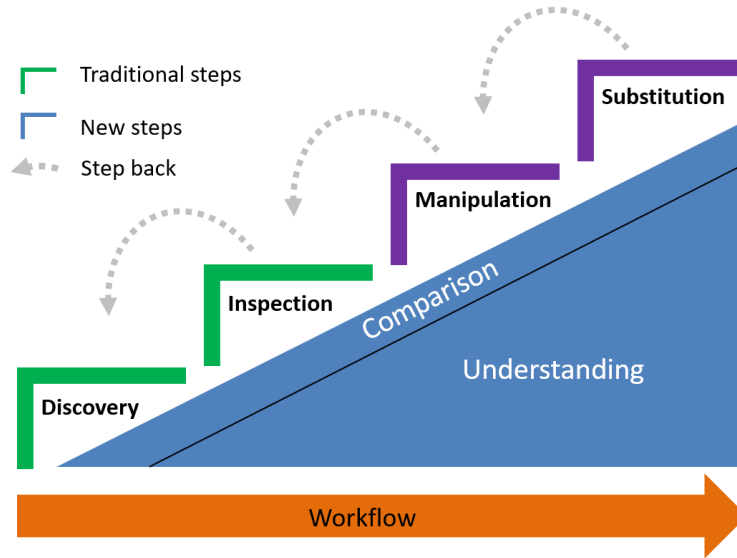 Traditional steps
New steps
Step back
Substitution
Manipulation
Inspection
Discovery
Comparison
Understanding
Workflow